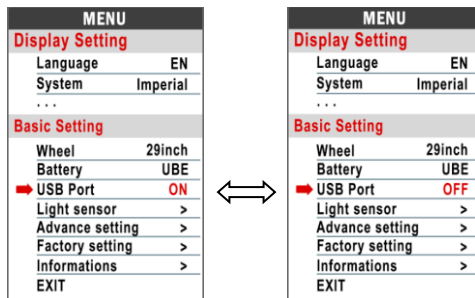 MENU
Display Setting
Language EN
System Imperial
. . .
Basic Setting
Wheel 29inch
Battery UBE
USB Port ON
Light sensor >
Advance setting >
Factory setting >
Informations >
EXIT
MENU
Display Setting
Language EN
System Imperial
. . .
Basic Setting
Wheel 29inch
Battery UBE
USB Port OFF
Light sensor >
Advance setting >
Factory setting >
Informations >
EXIT